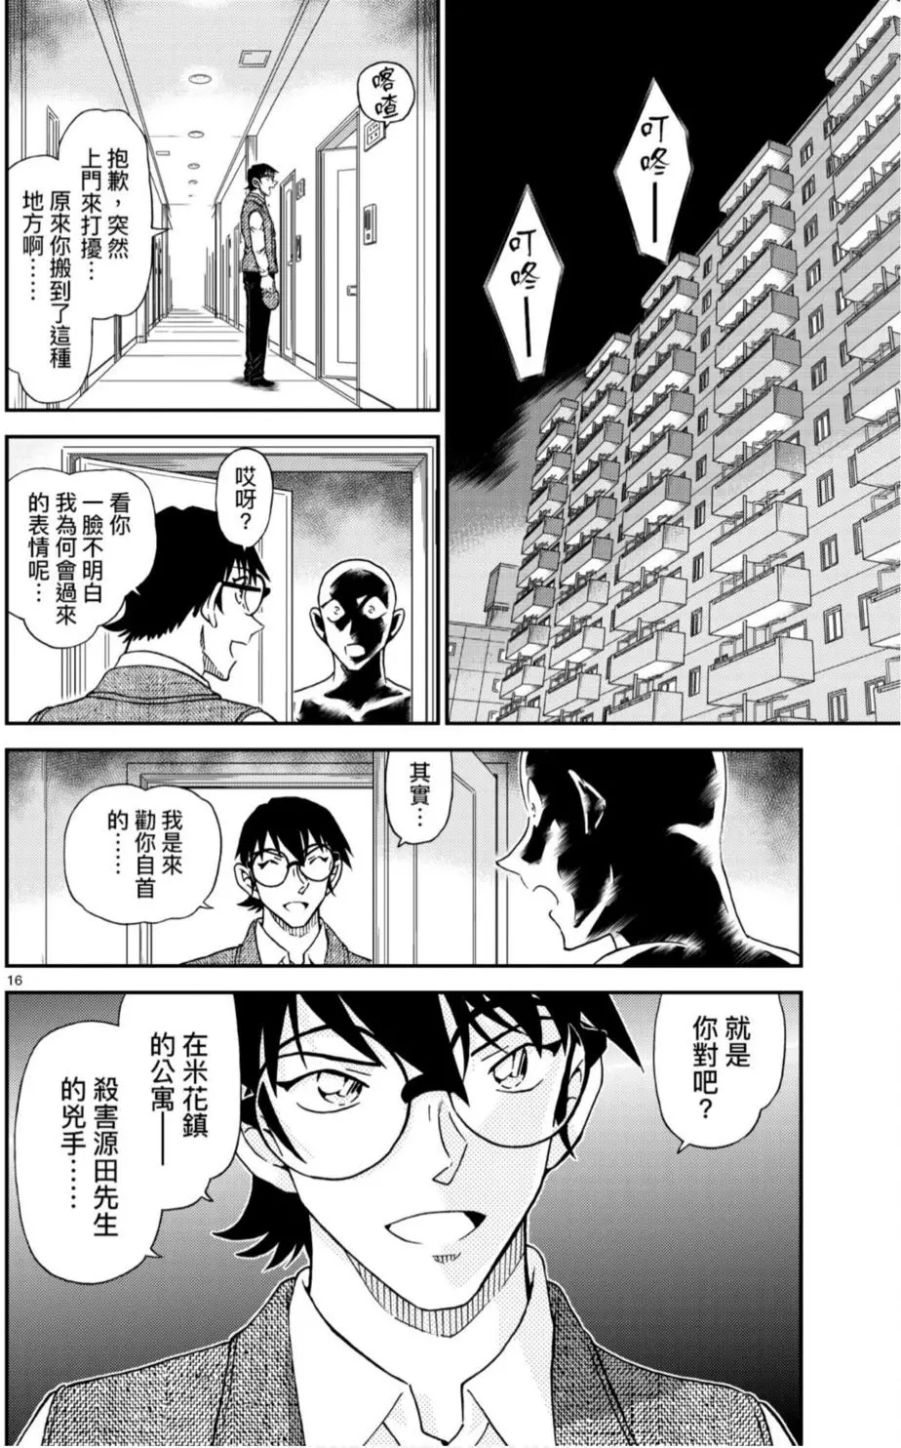 叮咚——
叮咚——
喀喳
抱歉，突然
上門來打擾…
原來你搬到了這種
地方啊……
哎呀？
看你
一臉不明白
我為何會過來
的表情呢…
其實…
我是來
勸你自首
的……
16
就是
你對吧？
在米花鎮
的公寓——
殺害源田先生
的兇手……